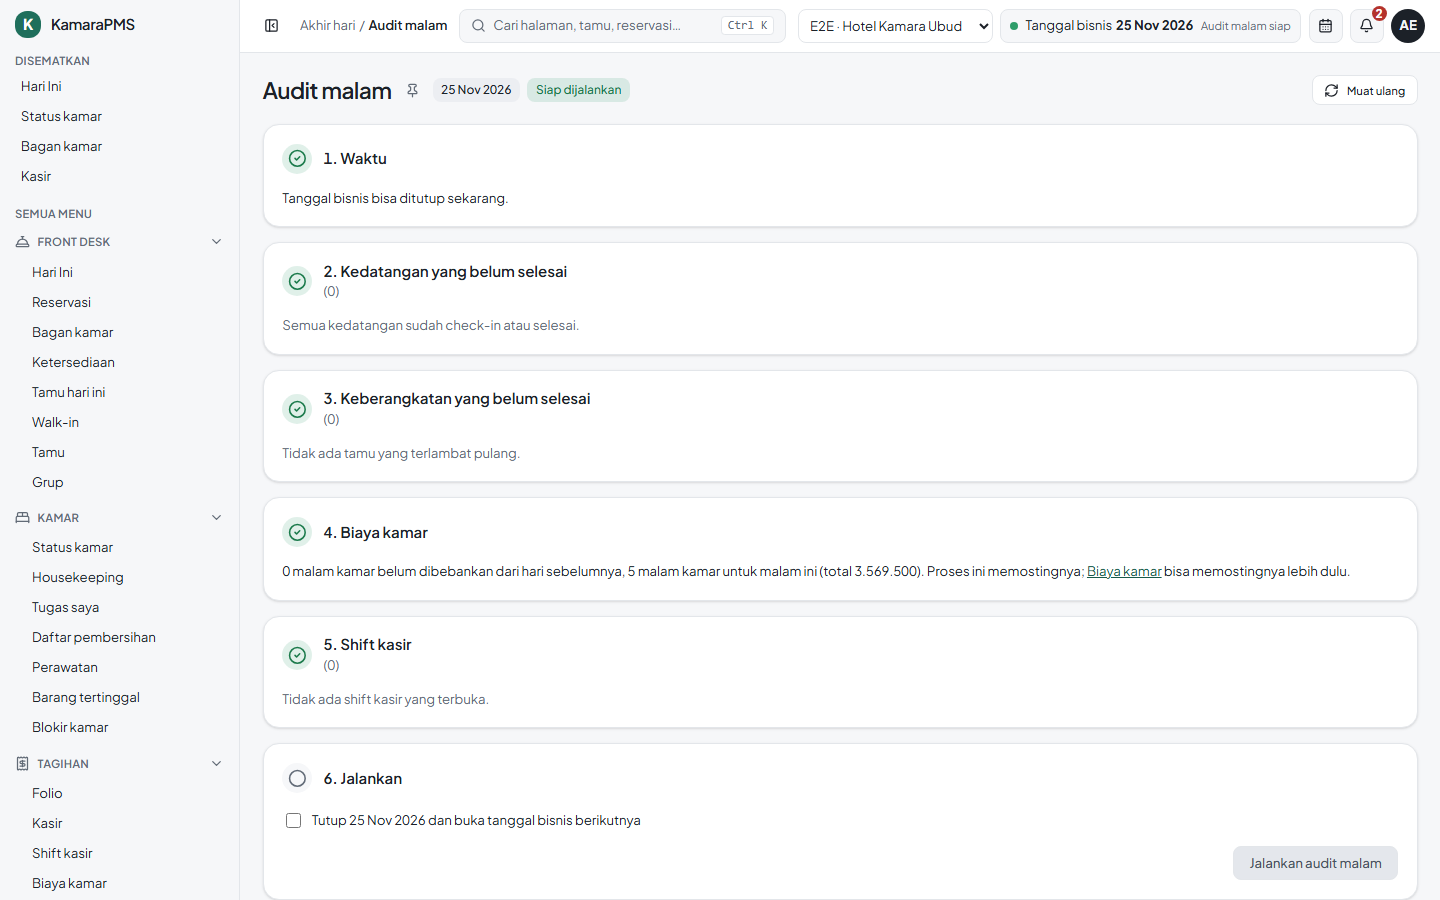 K KamaraPMS
DISEMATKAN
Hari Ini
Status kamar
Bagan kamar
Kasir
SEMUA MENU
FRONT DESK
Hari Ini
Reservasi
Bagan kamar
Ketersediaan
Tamu hari ini
Walk-in
Tamu
Grup
KAMAR
Status kamar
Housekeeping
Tugas saya
Daftar pembersihan
Perawatan
Barang tertinggal
Blokir kamar
TAGIHAN
Folio
Kasir
Shift kasir
Biaya kamar
Akhir hari / Audit malam
Cari halaman, tamu, reservasi... Ctrl K
E2E · Hotel Kamara Ubud
Tanggal bisnis 25 Nov 2026 Audit malam siap
2
AE
Audit malam 25 Nov 2026 Siap dijalankan
Muat ulang
1. Waktu
Tanggal bisnis bisa ditutup sekarang.
2. Kedatangan yang belum selesai
(0)
Semua kedatangan sudah check-in atau selesai.
3. Keberangkatan yang belum selesai
(0)
Tidak ada tamu yang terlambat pulang.
4. Biaya kamar
0 malam kamar belum dibebankan dari hari sebelumnya, 5 malam kamar untuk malam ini (total 3.569.500). Proses ini memostingnya; Biaya kamar bisa memostingnya lebih dulu.
5. Shift kasir
(0)
Tidak ada shift kasir yang terbuka.
6. Jalankan
Tutup 25 Nov 2026 dan buka tanggal bisnis berikutnya
Jalankan audit malam